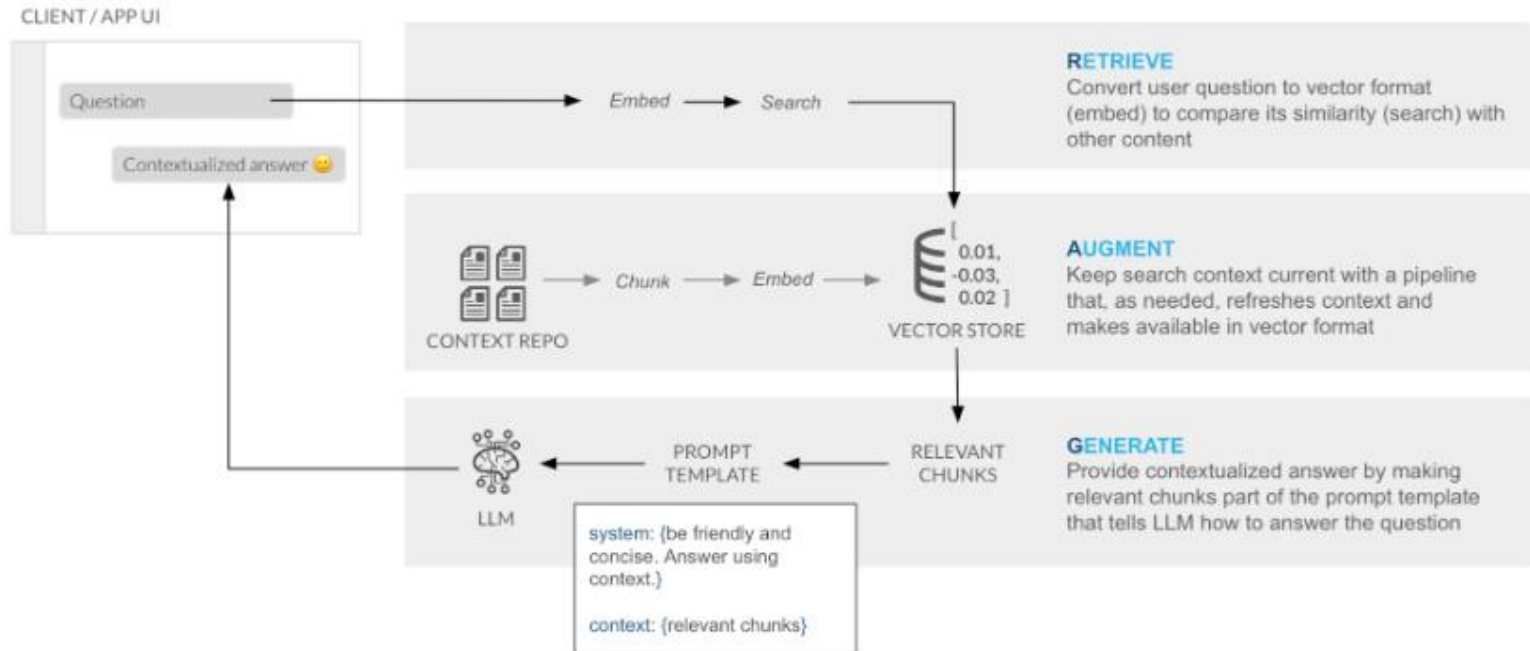 CLIENT / APP UI
Question
Contextualized answer 🙂
Embed
Search
RETRIEVE
Convert user question to vector format
(embed) to compare its similarity (search) with
other content
CONTEXT REPO
Chunk
Embed
[
0.01,
-0.03,
0.02 ]
VECTOR STORE
AUGMENT
Keep search context current with a pipeline
that, as needed, refreshes context and
makes available in vector format
LLM
PROMPT
TEMPLATE
RELEVANT
CHUNKS
GENERATE
Provide contextualized answer by making
relevant chunks part of the prompt template
that tells LLM how to answer the question
system: {be friendly and
concise. Answer using
context.}
context: {relevant chunks}